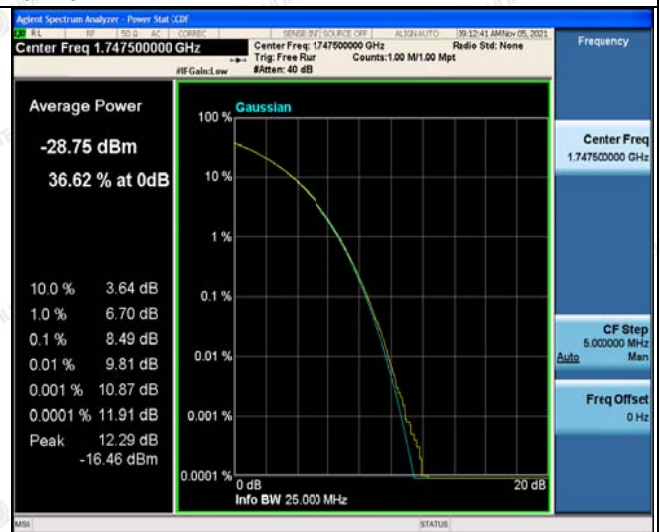 Agilent Spectrum Analyzer - Power Stat CCDF
RL RF 50 Ω AC CORREC SENSE:INT SOURCE OFF ALIGNAUTO 09:12:41 AMNov 05, 2021
Center Freq 1.747500000 GHz
Center Freq: 1.747500000 GHz Radio Std: None
Trig: Free Run Counts:1.00 M/1.00 Mpt
#IFGain:Low #Atten: 40 dB
Frequency
Average Power
-28.75 dBm
36.62 % at 0dB
10.0 % 3.64 dB
1.0 % 6.70 dB
0.1 % 8.49 dB
0.01 % 9.81 dB
0.001 % 10.87 dB
0.0001 % 11.91 dB
Peak 12.29 dB
-16.46 dBm
Gaussian
100 %
10 %
1 %
0.1 %
0.01 %
0.001 %
0.0001 %
0 dB 20 dB
Info BW 25.000 MHz
Center Freq
1.747500000 GHz
CF Step
5.000000 MHz
Auto Man
Freq Offset
0 Hz
MSG STATUS